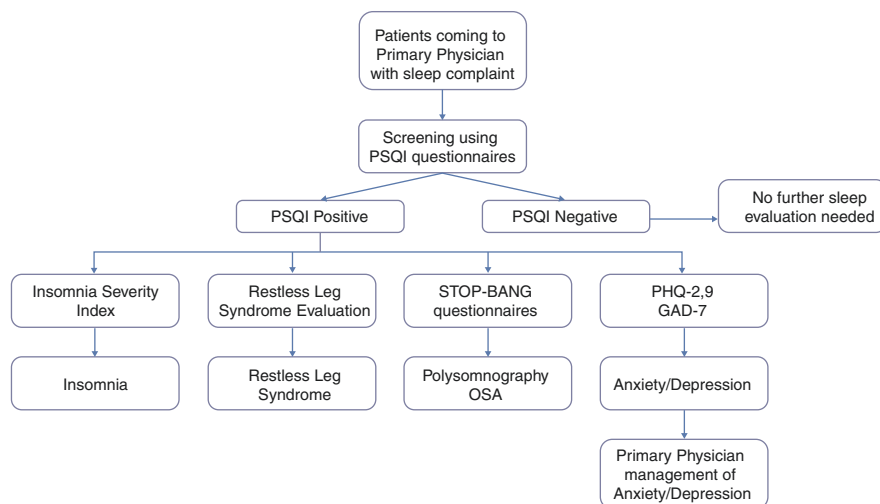 Patients coming to
Primary Physician
with sleep complaint
Screening using
PSQI questionnaires
PSQI Positive
PSQI Negative
No further sleep
evaluation needed
Insomnia Severity
Index
Restless Leg
Syndrome Evaluation
STOP-BANG
questionnaires
PHQ-2,9
GAD-7
Insomnia
Restless Leg
Syndrome
Polysomnography
OSA
Anxiety/Depression
Primary Physician
management of
Anxiety/Depression